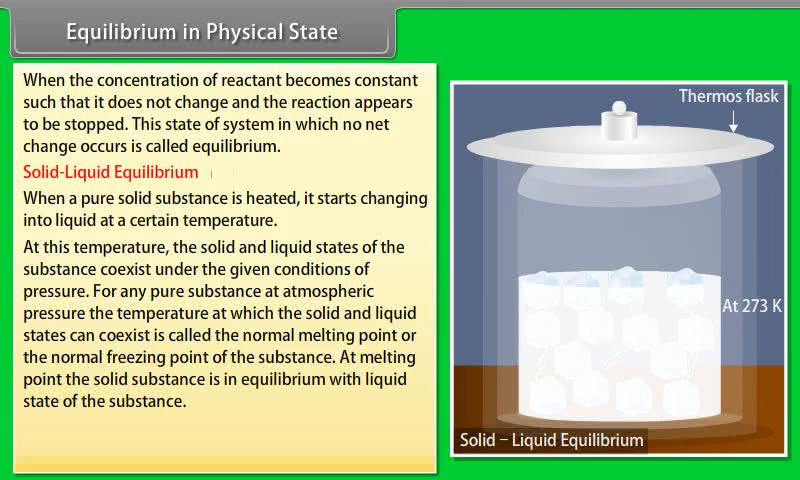 Equilibrium in Physical State
When the concentration of reactant becomes constant
such that it does not change and the reaction appears
to be stopped. This state of system in which no net
change occurs is called equilibrium.
Solid-Liquid Equilibrium
When a pure solid substance is heated, it starts changing
into liquid at a certain temperature.
At this temperature, the solid and liquid states of the
substance coexist under the given conditions of
pressure. For any pure substance at atmospheric
pressure the temperature at which the solid and liquid
states can coexist is called the normal melting point or
the normal freezing point of the substance. At melting
point the solid substance is in equilibrium with liquid
state of the substance.
Thermos flask
At 273 K
Solid – Liquid Equilibrium